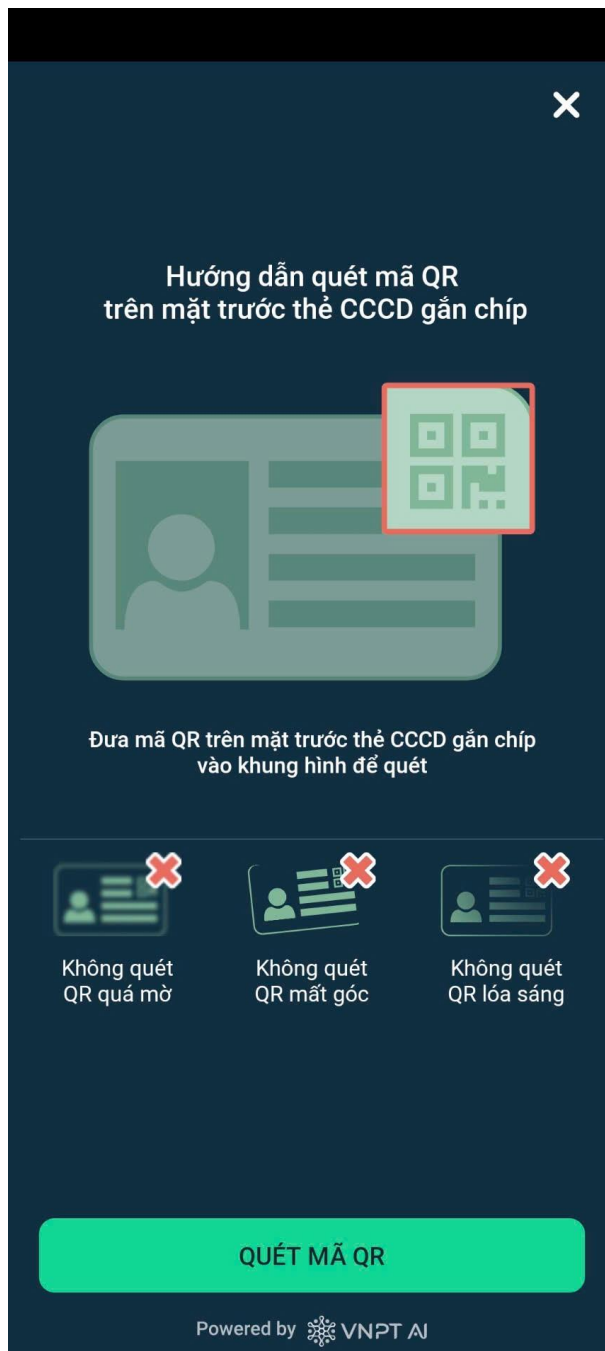 Hướng dẫn quét mã QR
trên mặt trước thẻ CCCD gắn chíp
Đưa mã QR trên mặt trước thẻ CCCD gắn chíp
vào khung hình để quét
Không quét
QR quá mờ
Không quét
QR mất góc
Không quét
QR lóa sáng
QUÉT MÃ QR
Powered by VNPT AI